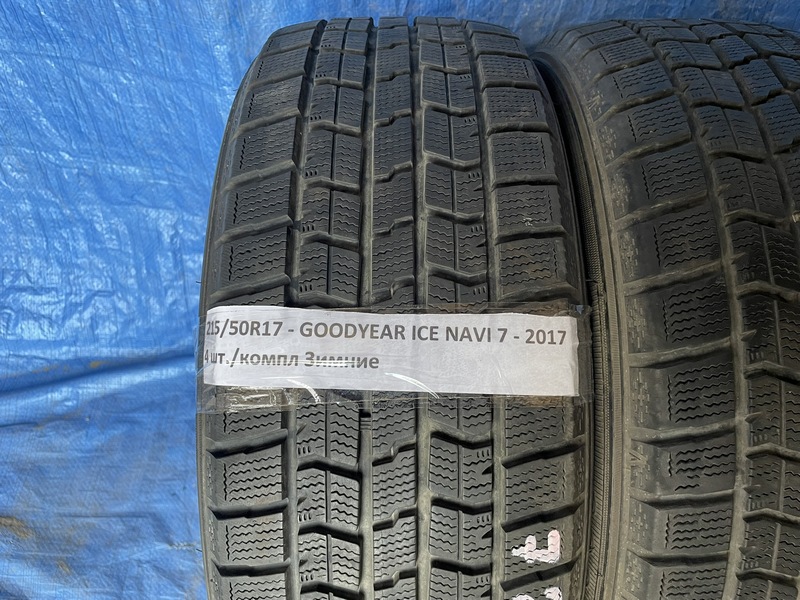 215/50R17 - GOODYEAR ICE NAVI 7 - 2017
4 шт./компл Зимние